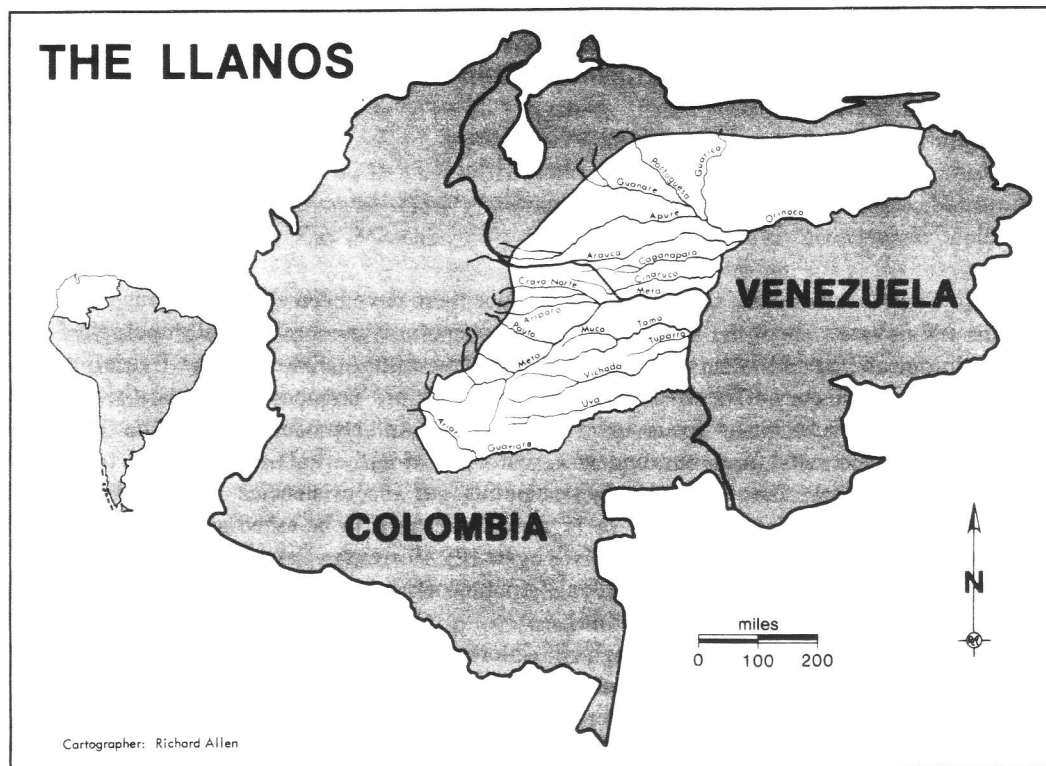 THE LLANOS
Portuguesa
Guarico
Guanare
Apure
Orinoco
Arauca
Capanaparo
Cinaruco
Cravo Norte
Meta
VENEZUELA
Ariporo
Pauto
Muco
Tomo
Tuparro
Meta
Vichada
Uva
Ariari
Guaviare
COLOMBIA
N
miles
0 100 200
Cartographer: Richard Allen